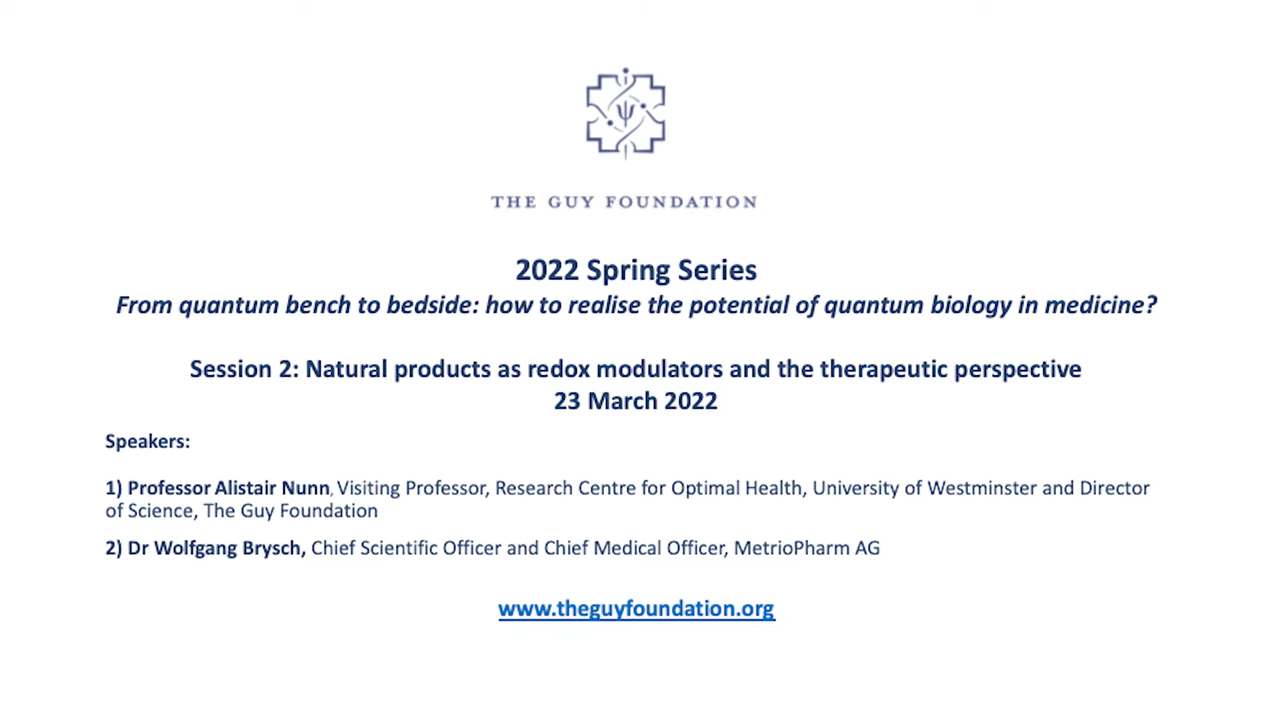 THE GUY FOUNDATION
2022 Spring Series
From quantum bench to bedside: how to realise the potential of quantum biology in medicine?
Session 2: Natural products as redox modulators and the therapeutic perspective
23 March 2022
Speakers:
1) Professor Alistair Nunn, Visiting Professor, Research Centre for Optimal Health, University of Westminster and Director
of Science, The Guy Foundation
2) Dr Wolfgang Brysch, Chief Scientific Officer and Chief Medical Officer, MetrioPharm AG
www.theguyfoundation.org